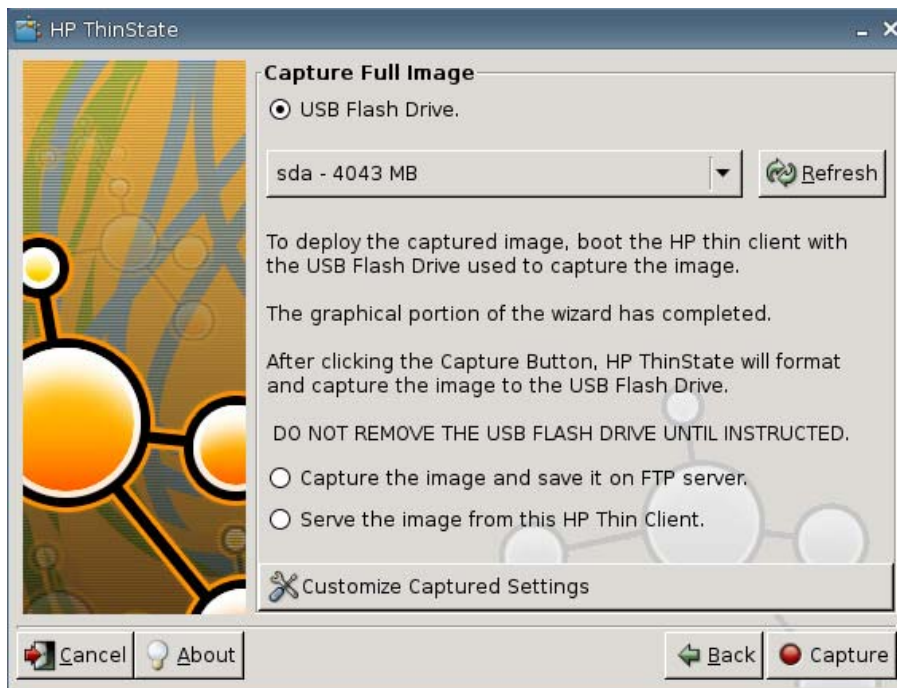 HP ThinState
Capture Full Image
USB Flash Drive.
sda - 4043 MB
Refresh
To deploy the captured image, boot the HP thin client with
the USB Flash Drive used to capture the image.
The graphical portion of the wizard has completed.
After clicking the Capture Button, HP ThinState will format
and capture the image to the USB Flash Drive.
DO NOT REMOVE THE USB FLASH DRIVE UNTIL INSTRUCTED.
Capture the image and save it on FTP server.
Serve the image from this HP Thin Client.
Customize Captured Settings
Cancel
About
Back
Capture